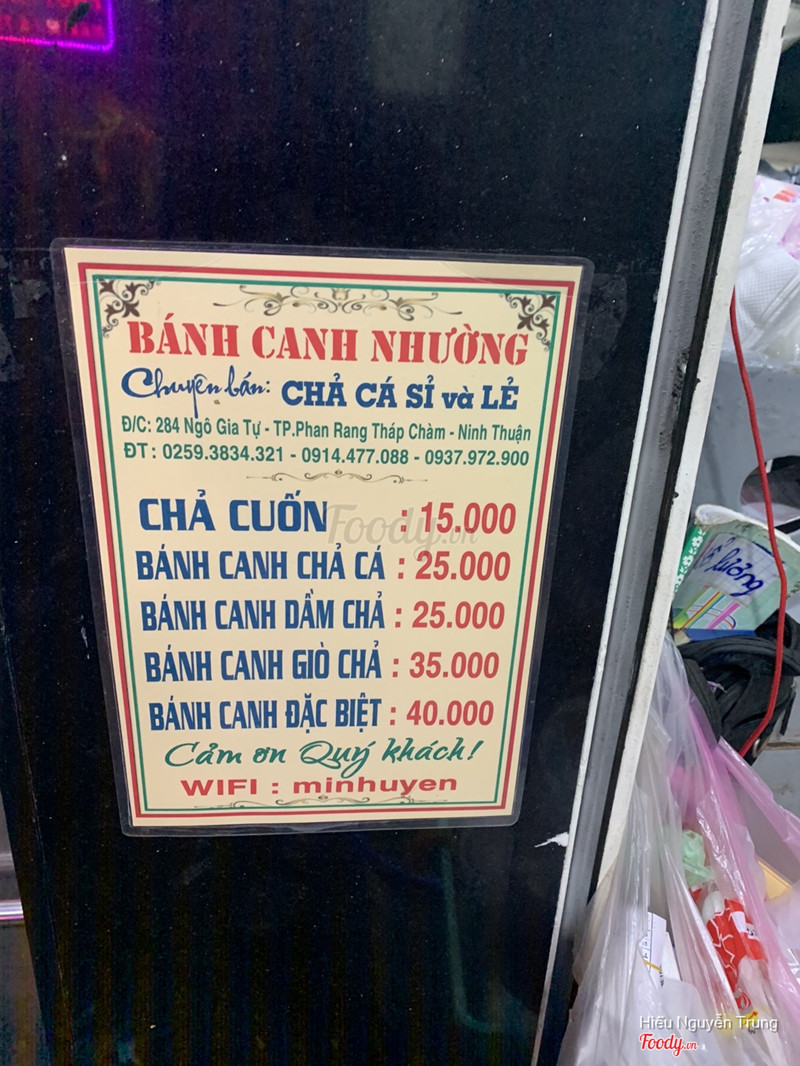 BÁNH CANH NHƯỜNG
Chuyên bán: CHẢ CÁ SỈ và LẺ
Đ/C: 284 Ngô Gia Tự - TP.Phan Rang Tháp Chàm - Ninh Thuận
ĐT: 0259.3834.321 - 0914.477.088 - 0937.972.900
CHẢ CUỐN : 15.000
BÁNH CANH CHẢ CÁ : 25.000
BÁNH CANH DẦM CHẢ : 25.000
BÁNH CANH GIÒ CHẢ : 35.000
BÁNH CANH ĐẶC BIỆT : 40.000
Cảm ơn Quý khách!
WIFI : minhuyen
Foody.vn
lương
Hiếu Nguyễn Trung
Foody.vn